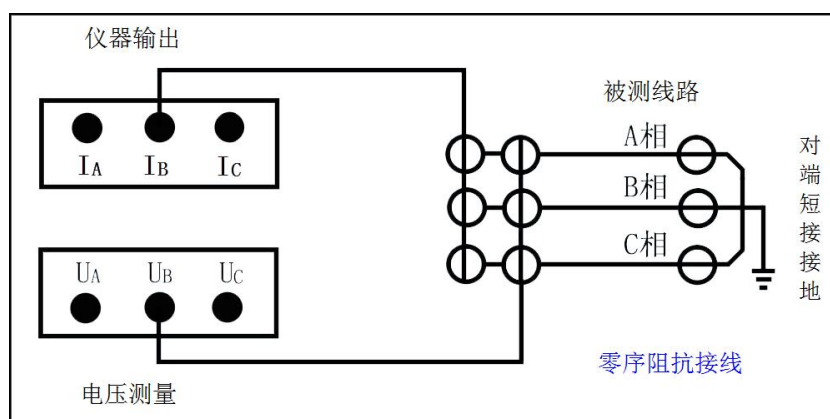 仪器输出
IA IB IC
UA UB UC
电压测量
被测线路
A相
B相
C相
对端短接接地
零序阻抗接线